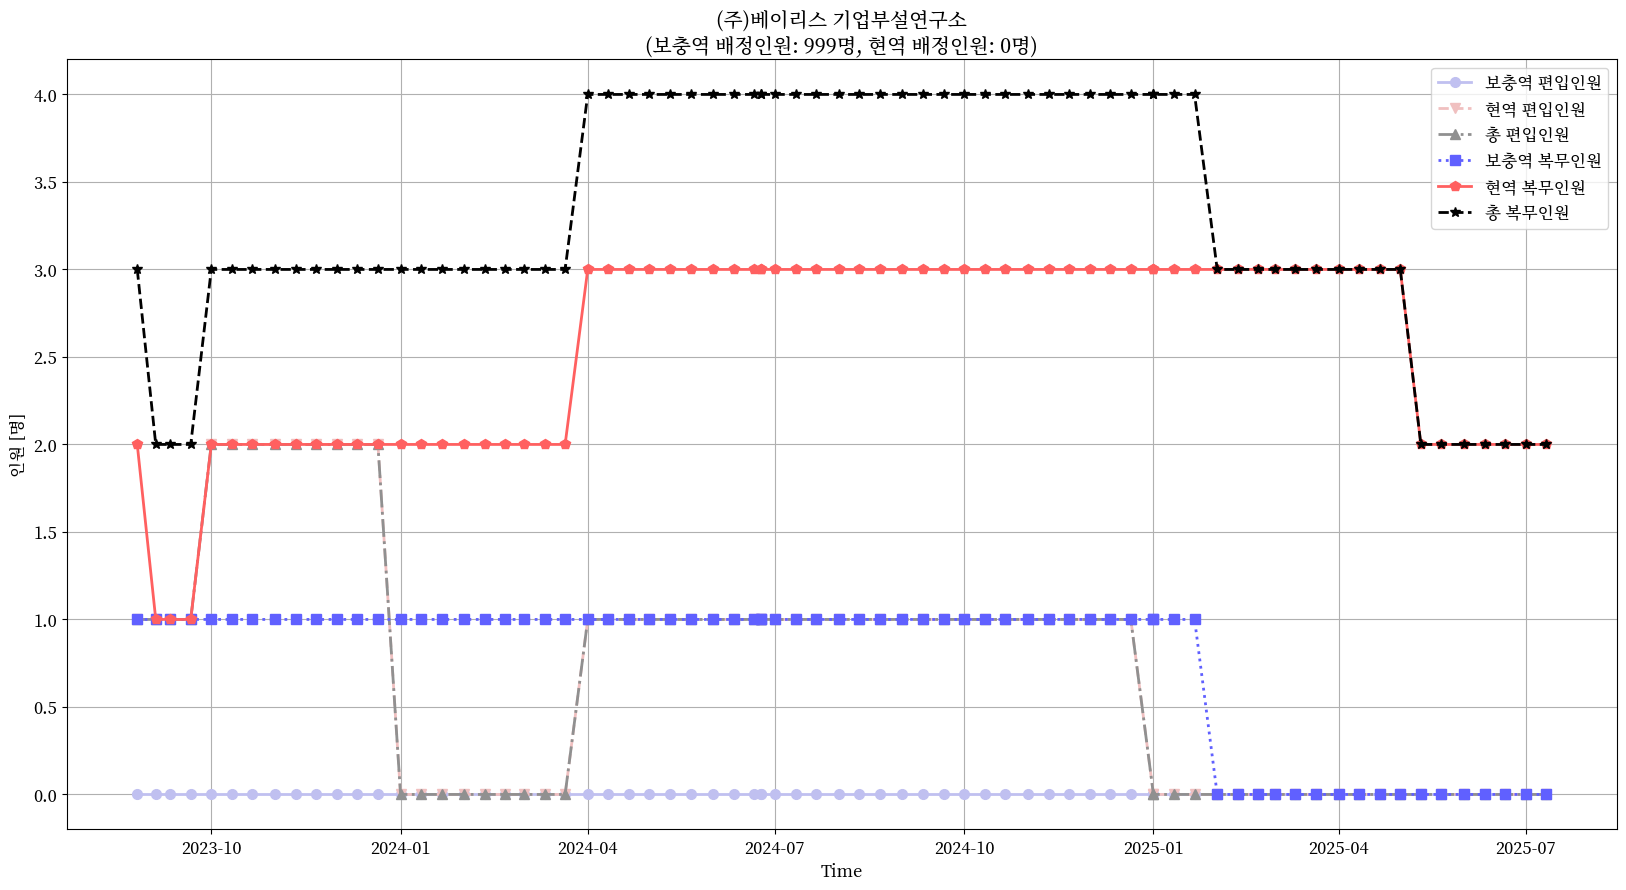 (주)베이리스 기업부설연구소
(보충역 배정인원: 999명, 현역 배정인원: 0명)
보충역 편입인원
현역 편입인원
총 편입인원
보충역 복무인원
현역 복무인원
총 복무인원
인원 [명]
4.0
3.5
3.0
2.5
2.0
1.5
1.0
0.5
0.0
2023-10
2024-01
2024-04
2024-07
2024-10
2025-01
2025-04
2025-07
Time